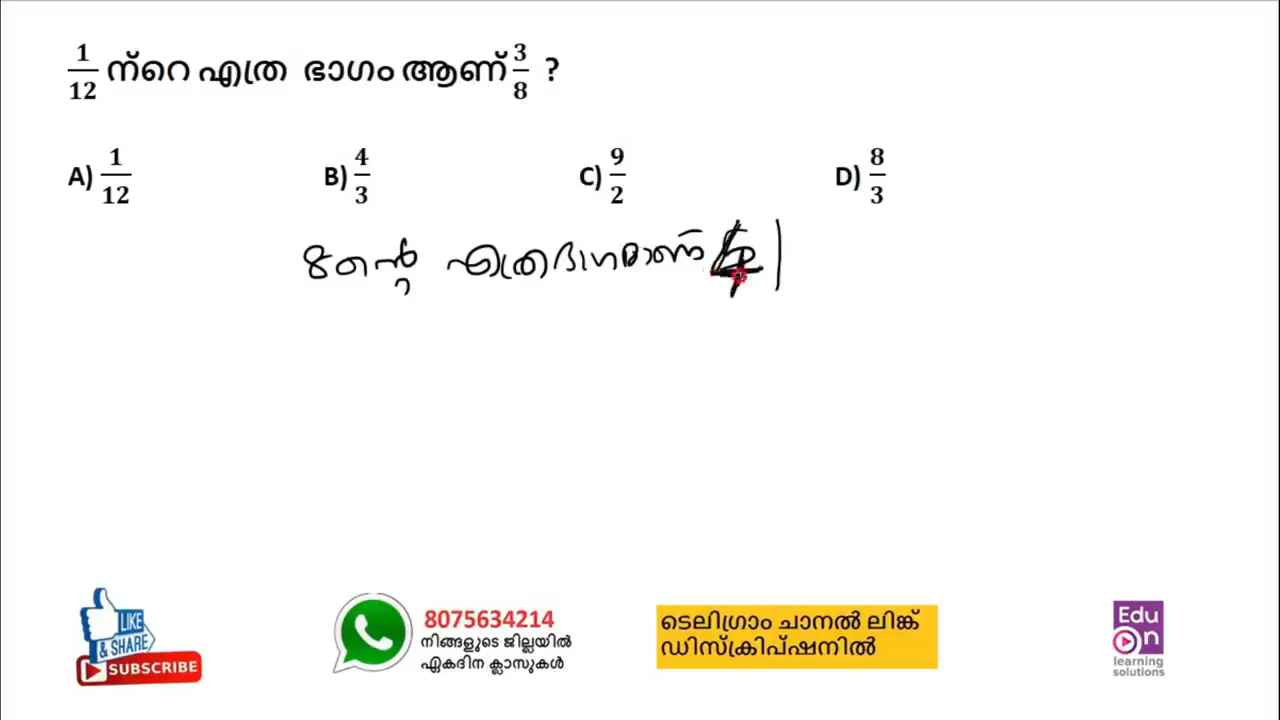 1/12 ന്റെ എത്ര ഭാഗം ആണ് 3/8 ?
A) 1/12 B) 4/3 C) 9/2 D) 8/3
8ന്റെ എത്രഭാഗമാണ് 4
LIKE
& SHARE
SUBSCRIBE
8075634214
നിങ്ങളുടെ ജില്ലയിൽ
ഏകദിന ക്ലാസുകൾ
ടെലിഗ്രാം ചാനൽ ലിങ്ക്
ഡിസ്ക്രിപ്ഷനിൽ
Edu
On
learning
solutions